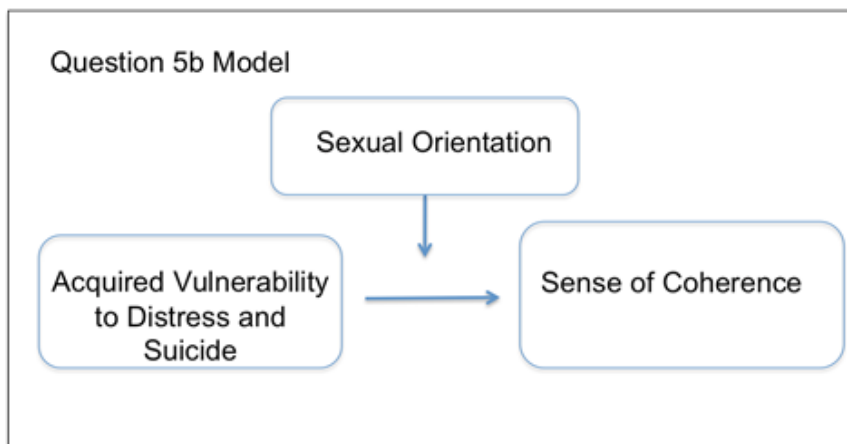 Question 5b Model
Sexual Orientation
Acquired Vulnerability
to Distress and
Suicide
Sense of Coherence